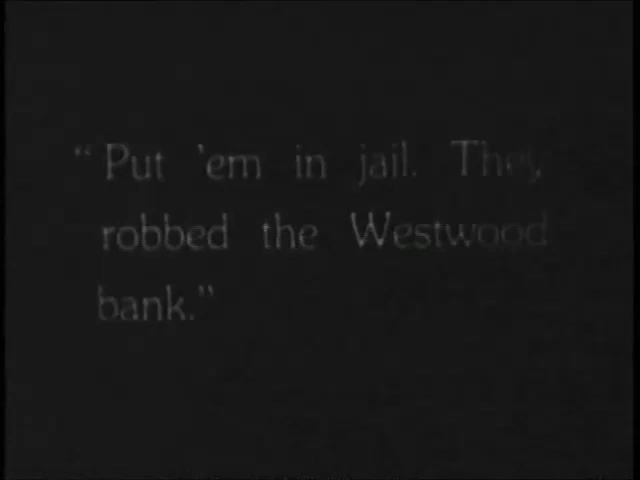 “Put ’em in jail. They
robbed the Westwood
bank.”